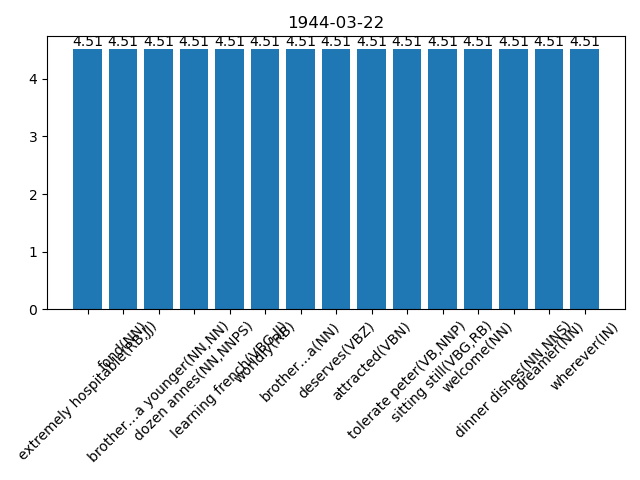 1944-03-22
4.51 4.51 4.51 4.51 4.51 4.51 4.51 4.51 4.51 4.51 4.51 4.51 4.51 4.51 4.51
4
3
2
1
0
extremely hospitable(RB,JJ)
fond(NN)
brother...a younger(NN,NN)
dozen annes(NN,NNPS)
learning french(VBG,JJ)
worldly(RB)
brother...a(NN)
deserves(VBZ)
attracted(VBN)
tolerate peter(VB,NNP)
sitting still(VBG,RB)
welcome(NN)
dinner dishes(NN,NNS)
dreamer(NN)
wherever(IN)